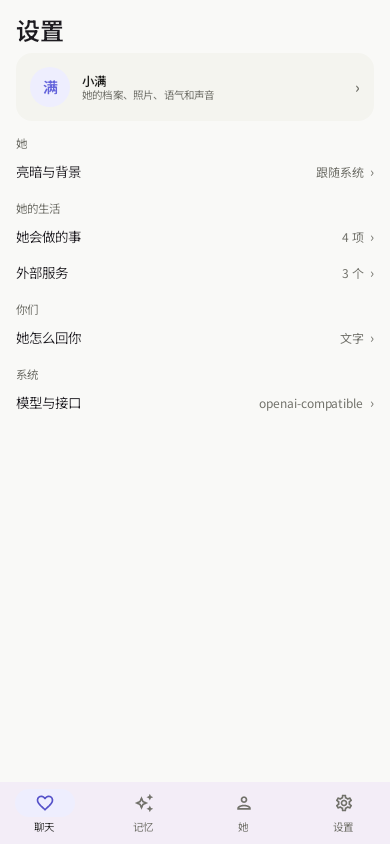 设置
满
小满
她的档案、照片、语气和声音
›
她
亮暗与背景 跟随系统 ›
她的生活
她会做的事 4 项 ›
外部服务 3 个 ›
你们
她怎么回你 文字 ›
系统
模型与接口 openai-compatible ›
聊天 记忆 她 设置